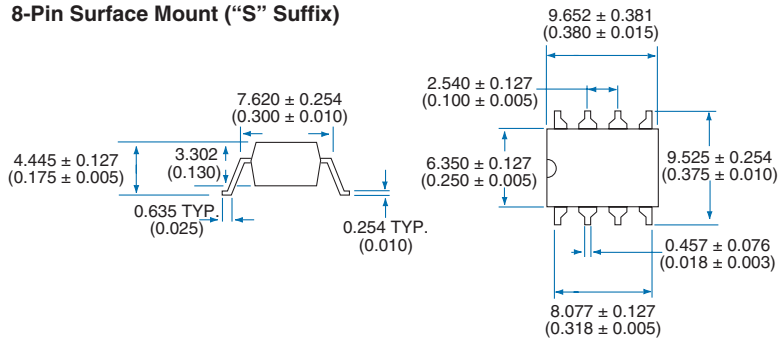 8-Pin Surface Mount (“S” Suffix)
9.652 ± 0.381
(0.380 ± 0.015)
2.540 ± 0.127
(0.100 ± 0.005)
7.620 ± 0.254
(0.300 ± 0.010)
4.445 ± 0.127
(0.175 ± 0.005)
3.302
(0.130)
6.350 ± 0.127
(0.250 ± 0.005)
9.525 ± 0.254
(0.375 ± 0.010)
0.635 TYP.
(0.025)
0.254 TYP.
(0.010)
0.457 ± 0.076
(0.018 ± 0.003)
8.077 ± 0.127
(0.318 ± 0.005)